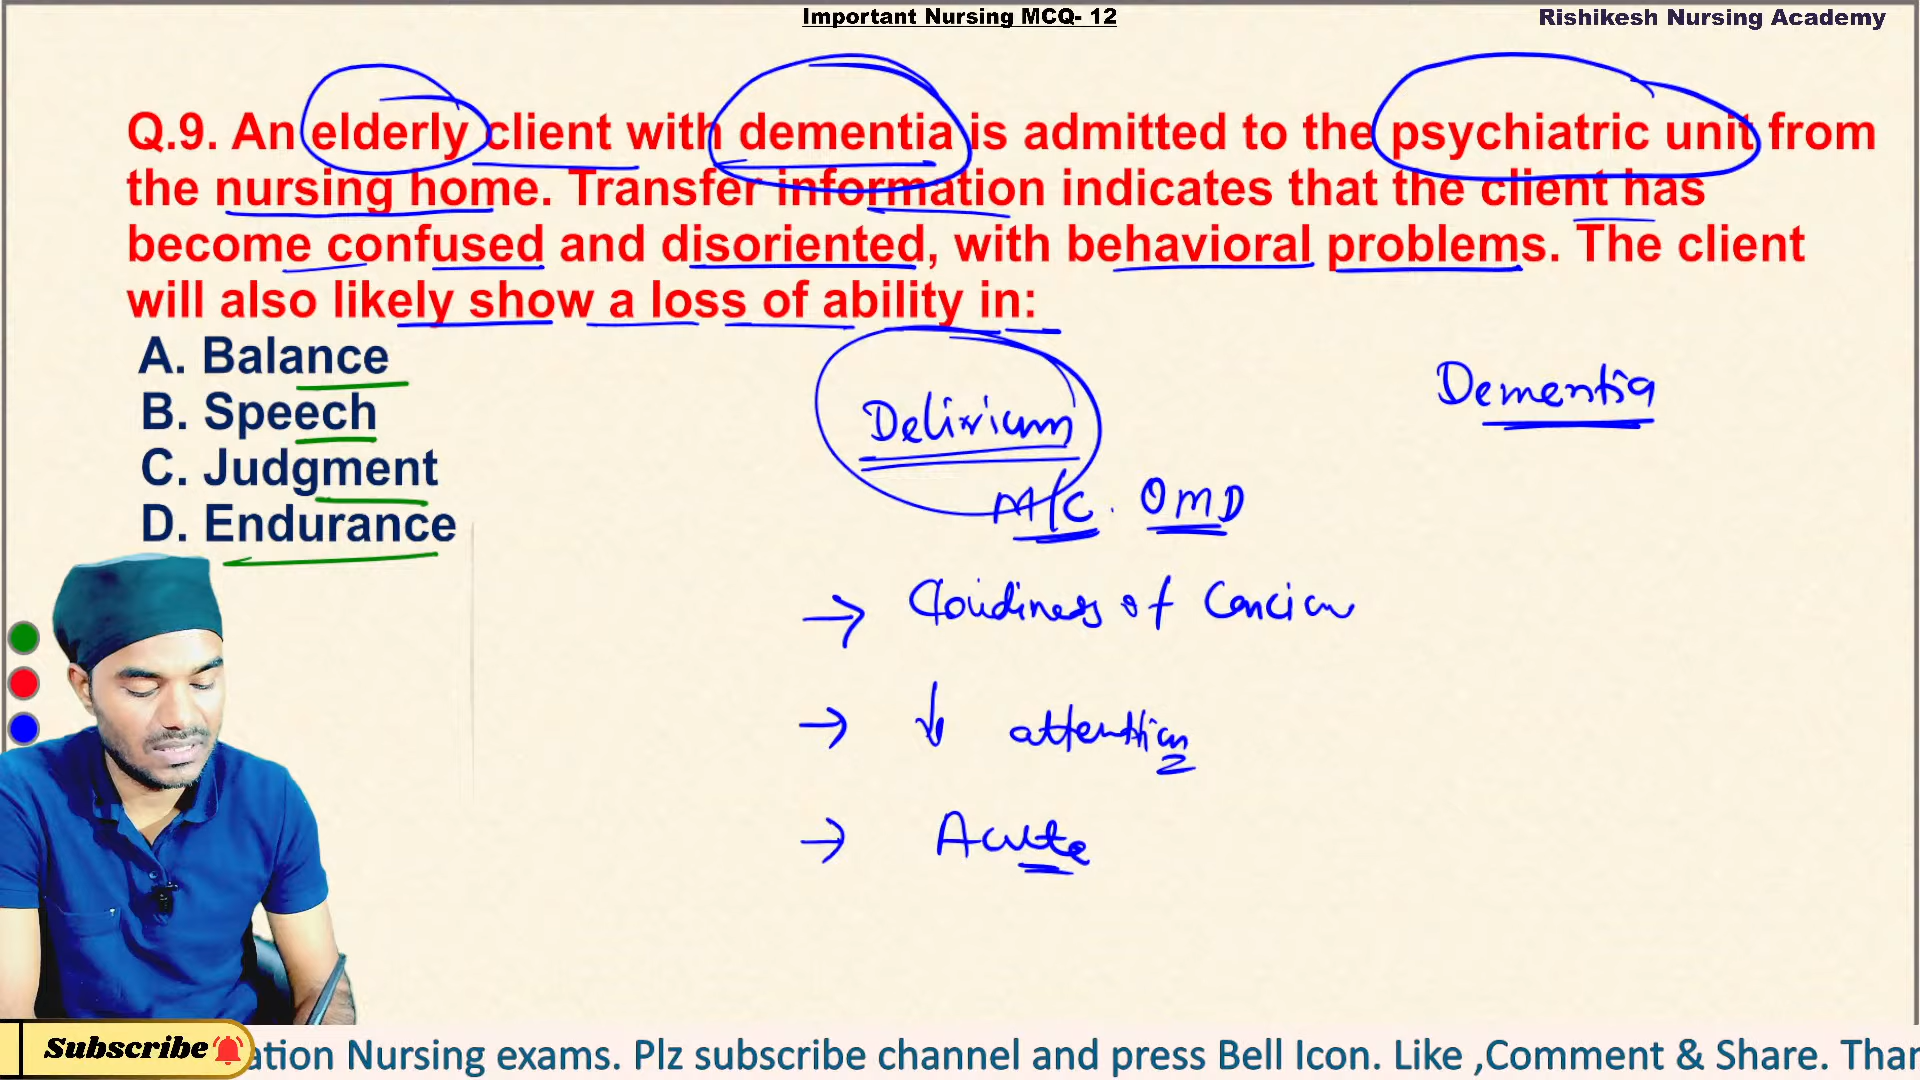 Important Nursing MCQ- 12
Rishikesh Nursing Academy
Q.9. An elderly client with dementia is admitted to the psychiatric unit from
the nursing home. Transfer information indicates that the client has
become confused and disoriented, with behavioral problems. The client
will also likely show a loss of ability in:
A. Balance
B. Speech
C. Judgment
D. Endurance
Delirium
Dementia
M/C. OMD
→ Cloudiness of
→ ↓ attention
→ Acute
Subscribe
ation Nursing exams. Plz subscribe channel and press Bell Icon. Like ,Comment & Share. Than